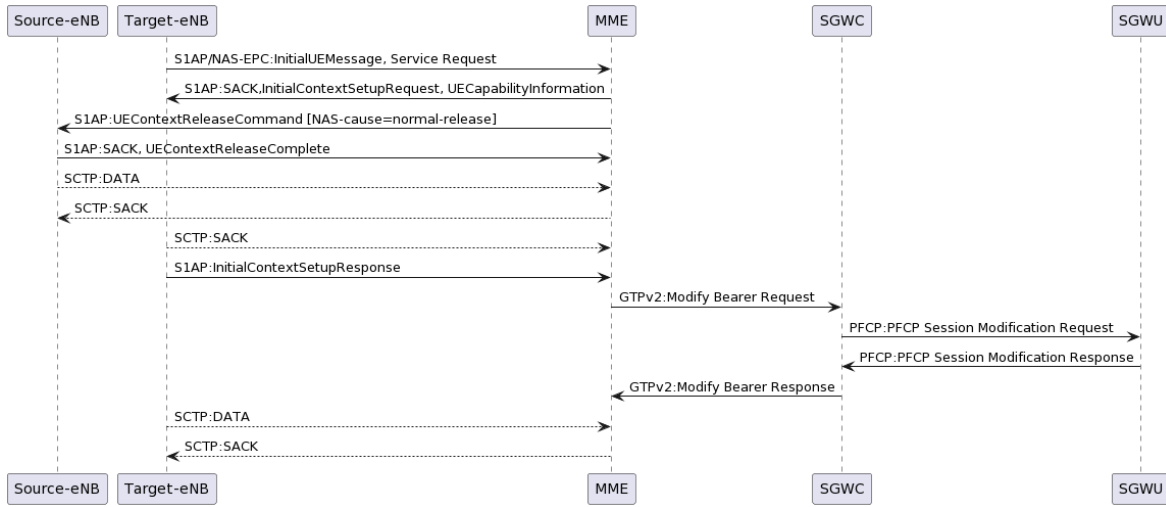 Source-eNB Target-eNB MME SGWC SGWU
S1AP/NAS-EPC:InitialUEMessage, Service Request
S1AP:SACK,InitialContextSetupRequest, UECapabilityInformation
S1AP:UEContextReleaseCommand [NAS-cause=normal-release]
S1AP:SACK, UEContextReleaseComplete
SCTP:DATA
SCTP:SACK
SCTP:SACK
S1AP:InitialContextSetupResponse
GTPv2:Modify Bearer Request
PFCP:PFCP Session Modification Request
PFCP:PFCP Session Modification Response
GTPv2:Modify Bearer Response
SCTP:DATA
SCTP:SACK
Source-eNB Target-eNB MME SGWC SGWU